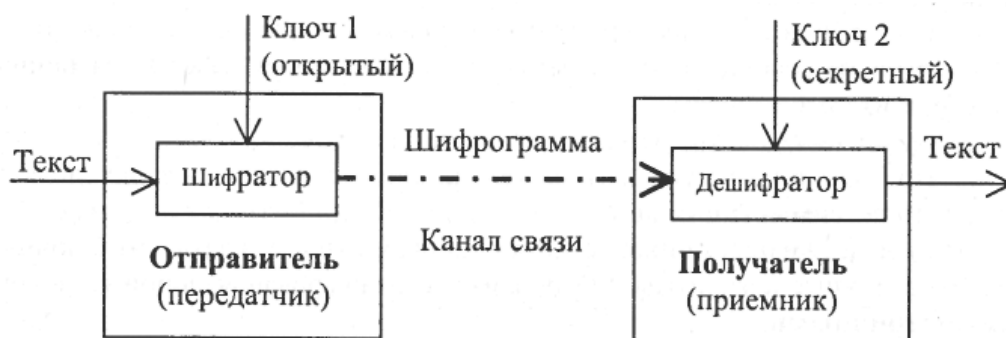 Ключ 1
(открытый)
Ключ 2
(секретный)
Текст
Шифратор
Шифрограмма
Дешифратор
Текст
Канал связи
Отправитель
(передатчик)
Получатель
(приемник)